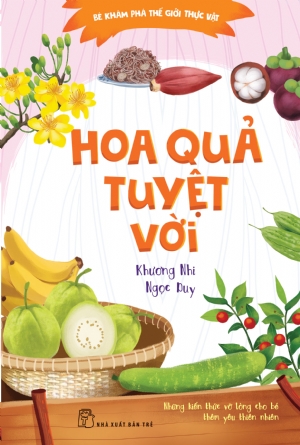 BÉ KHÁM PHÁ THẾ GIỚI THỰC VẬT
HOA QUẢ
TUYỆT
VỜI
Khương Nhi
Ngọc Duy
Những kiến thức vỡ lòng cho bé
thêm yêu thiên nhiên
NHÀ XUẤT BẢN TRẺ